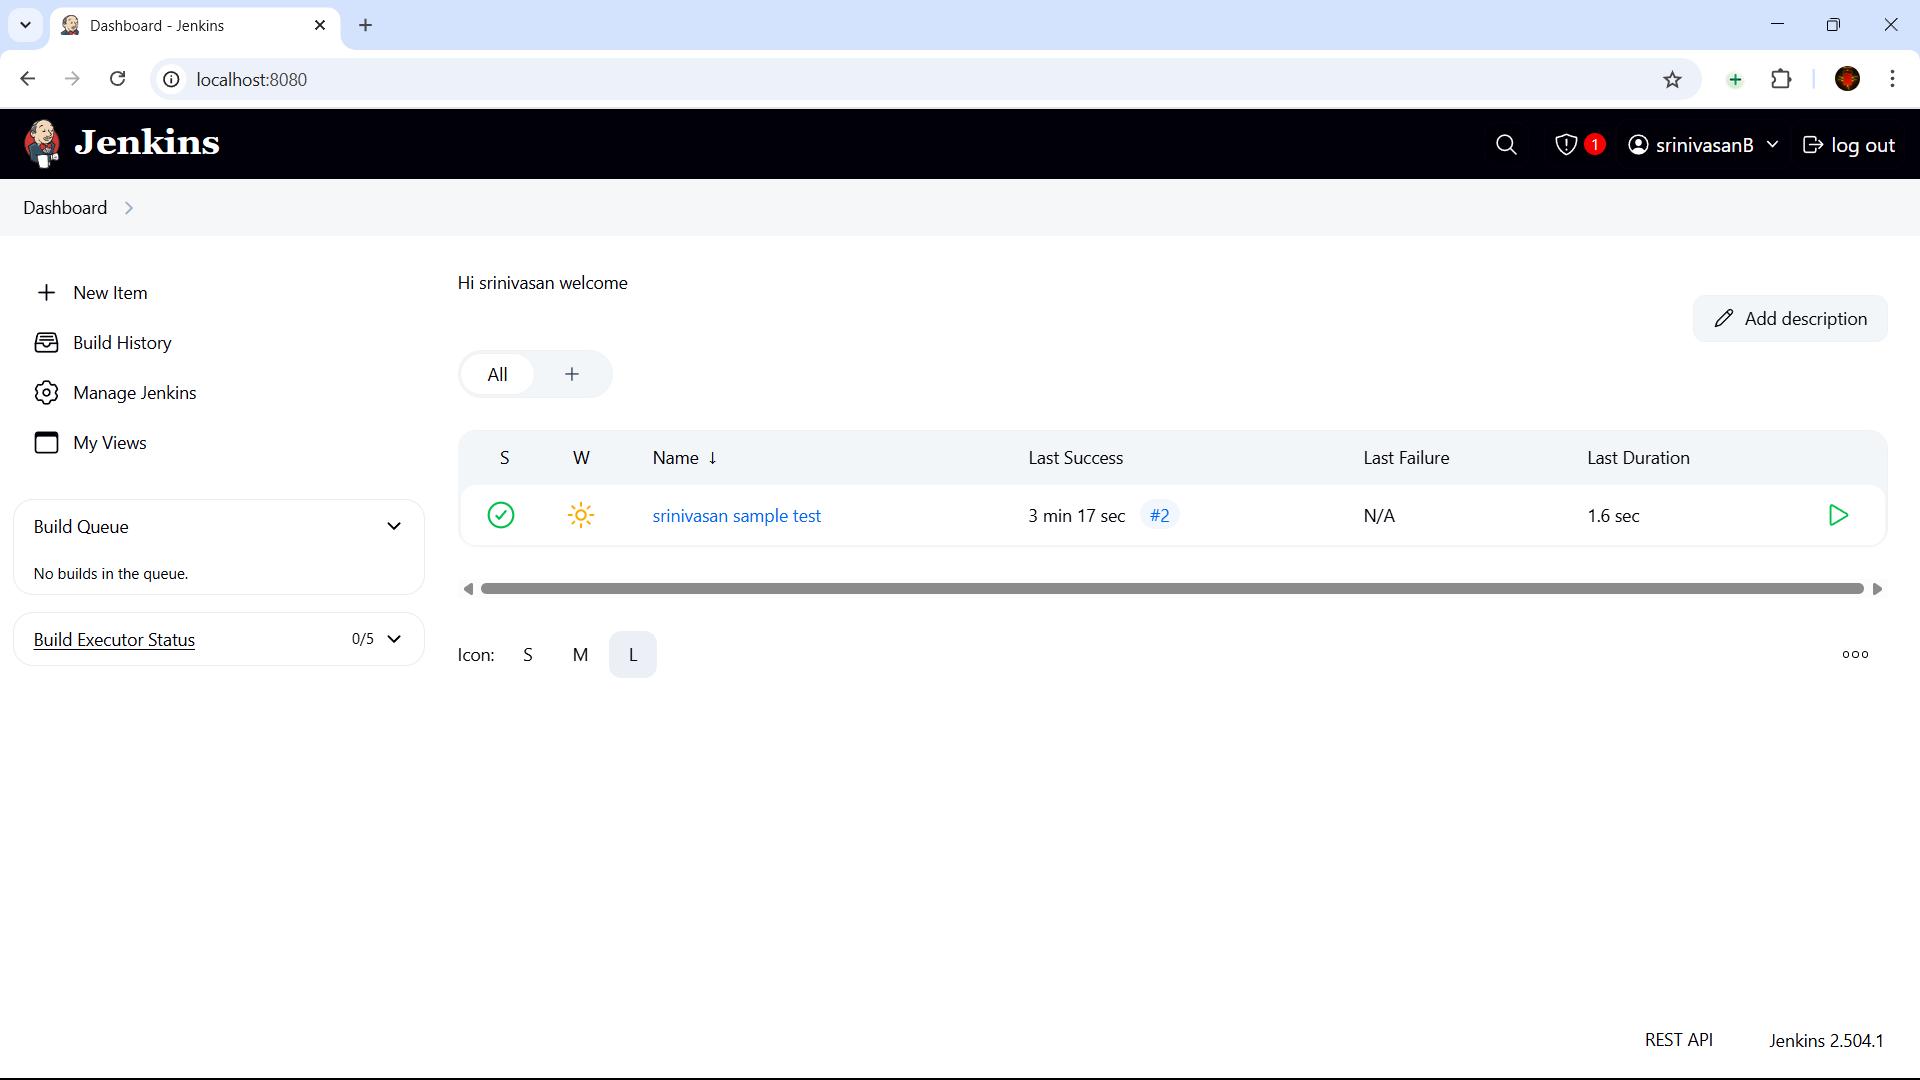 Dashboard - Jenkins
localhost:8080
Jenkins
1
srinivasanB
log out
Dashboard
New Item
Build History
Manage Jenkins
My Views
Build Queue
No builds in the queue.
Build Executor Status 0/5
Hi srinivasan welcome
Add description
All
S W Name ↓ Last Success Last Failure Last Duration
srinivasan sample test 3 min 17 sec #2 N/A 1.6 sec
Icon: S M L
REST API Jenkins 2.504.1